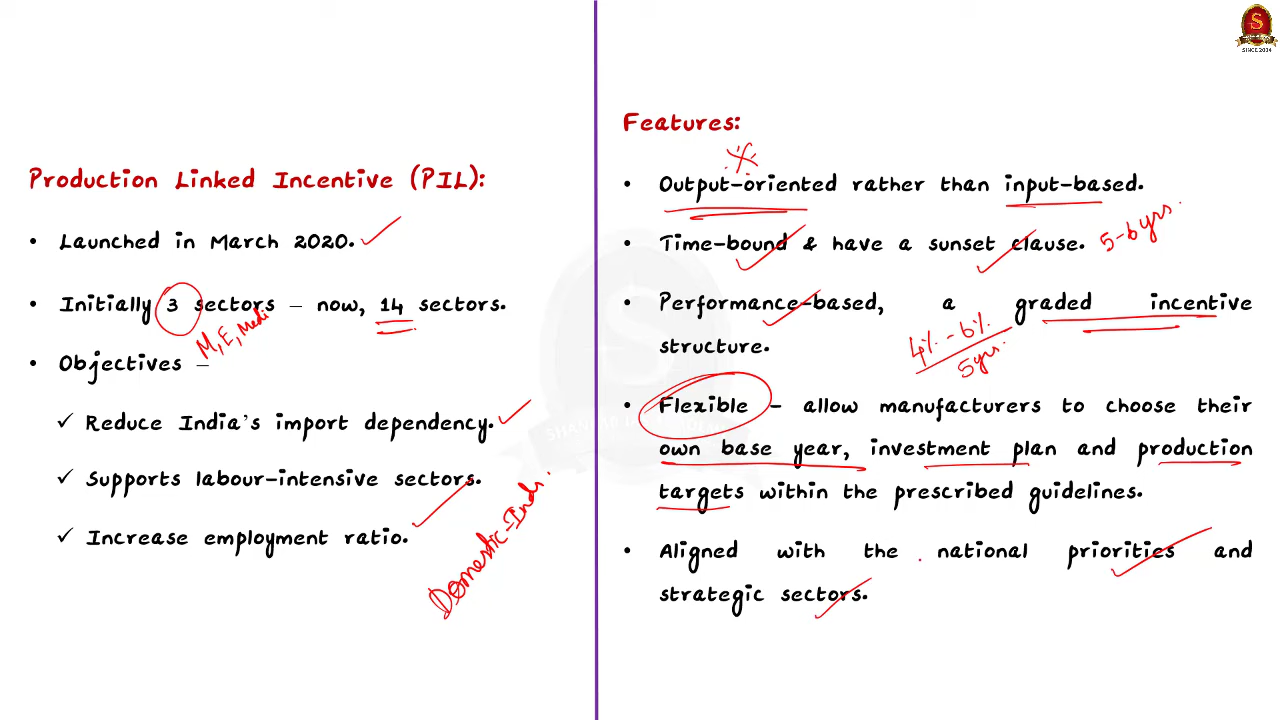 Production Linked Incentive (PIL):
• Launched in March 2020.
• Initially 3 sectors – now, 14 sectors.
M, E, Medi
• Objectives –
✓ Reduce India's import dependency.
✓ Supports labour-intensive sectors.
✓ Increase employment ratio.
Domestic-Indi.
Features:
• Output-oriented rather than input-based.
• Time-bound & have a sunset clause.
5-6 yrs.
• Performance-based, a graded incentive
structure.
4% - 6%
5 yrs.
• Flexible – allow manufacturers to choose their
own base year, investment plan and production
targets within the prescribed guidelines.
• Aligned with the national priorities and
strategic sectors.
S
SINCE 2004